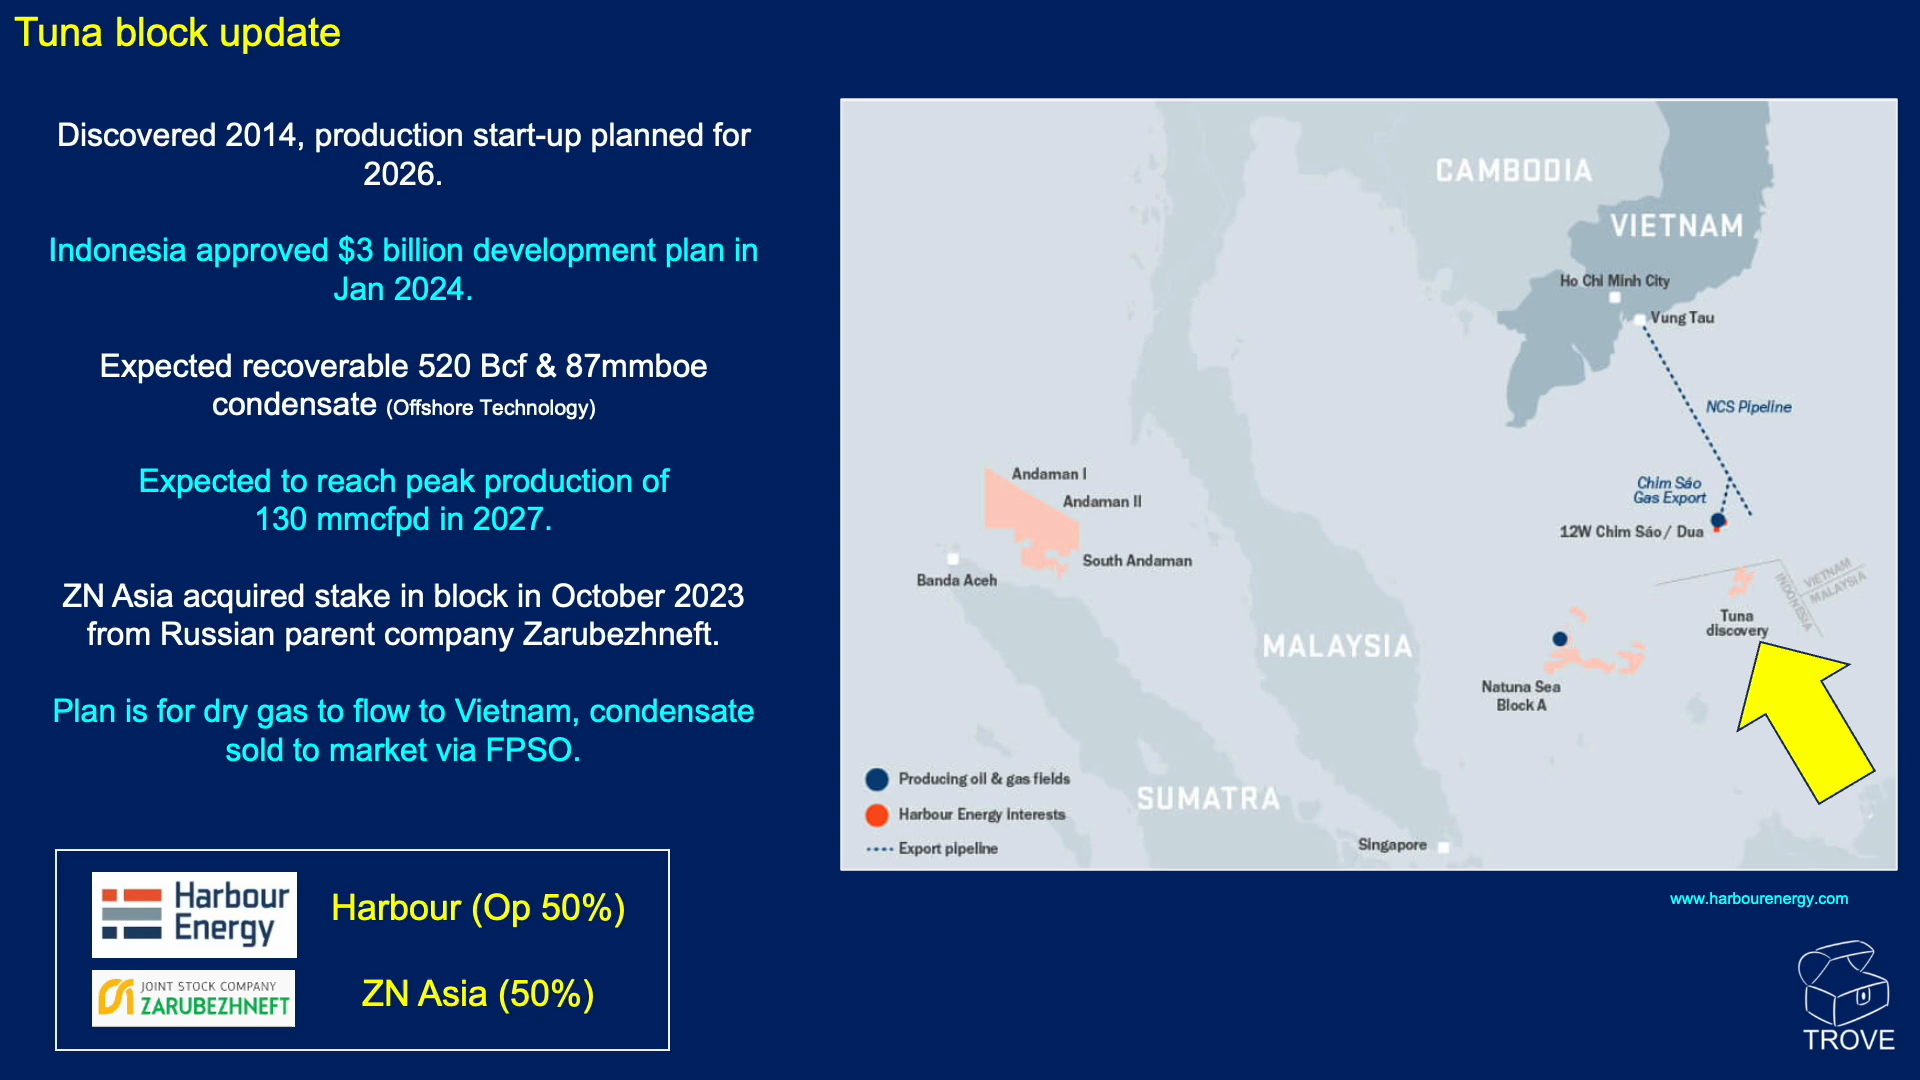 Tuna block update
Discovered 2014, production start-up planned for
2026.
Indonesia approved $3 billion development plan in
Jan 2024.
Expected recoverable 520 Bcf & 87mmboe
condensate (Offshore Technology)
Expected to reach peak production of
130 mmcfpd in 2027.
ZN Asia acquired stake in block in October 2023
from Russian parent company Zarubezhneft.
Plan is for dry gas to flow to Vietnam, condensate
sold to market via FPSO.
Harbour
Energy
Harbour (Op 50%)
JOINT STOCK COMPANY
ZARUBEZHNEFT
ZN Asia (50%)
CAMBODIA
VIETNAM
Ho Chi Minh City
Vung Tau
NCS Pipeline
Chim Sáo
Gas Export
12W Chim Sáo / Dua
Andaman I
Andaman II
South Andaman
Banda Aceh
VIETNAM
MALAYSIA
INDONESIA
Tuna
discovery
MALAYSIA
Natuna Sea
Block A
SUMATRA
Singapore
Producing oil & gas fields
Harbour Energy Interests
Export pipeline
www.harbourenergy.com
TROVE